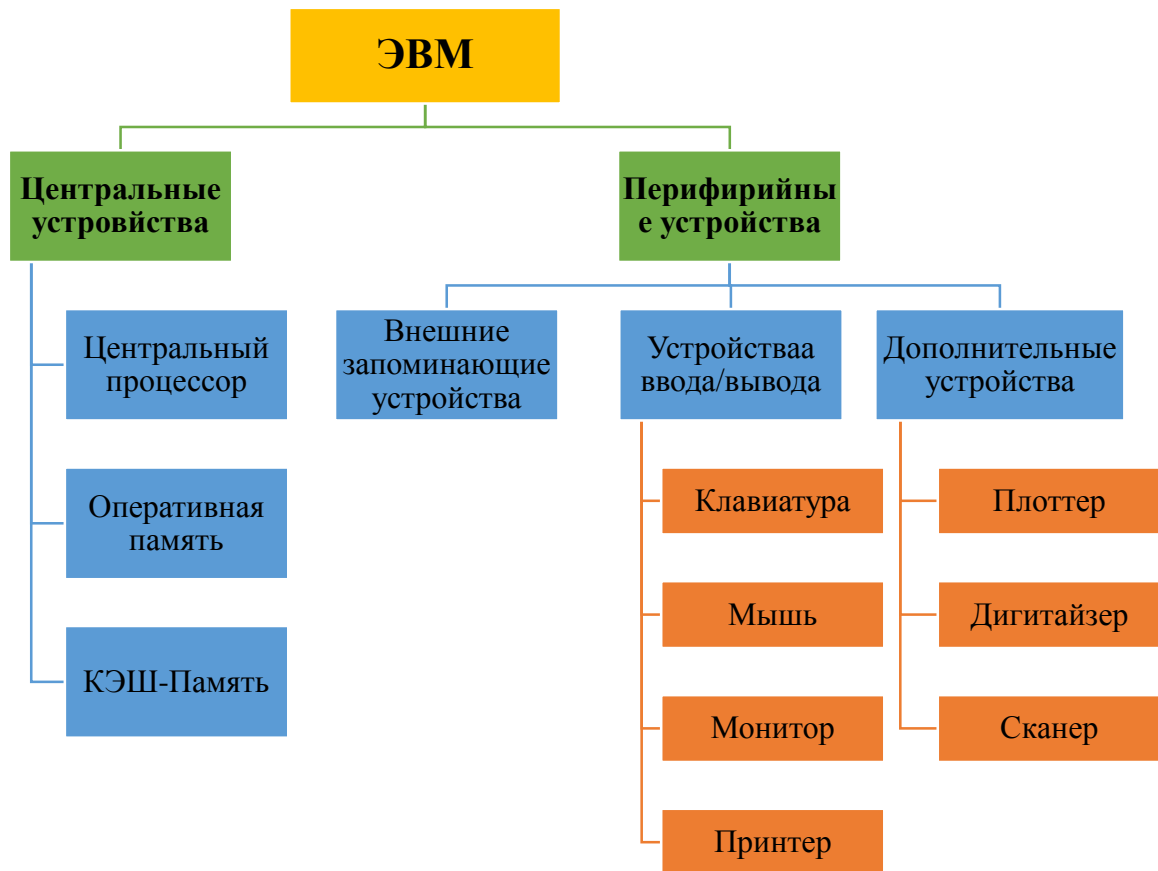 ЭВМ
Центральные
устровйства
Перифирийны
е устройства
Центральный
процессор
Оперативная
память
КЭШ-Память
Внешние
запоминающие
устройства
Устройстваа
ввода/вывода
Клавиатура
Мышь
Монитор
Принтер
Дополнительные
устройства
Плоттер
Дигитайзер
Сканер